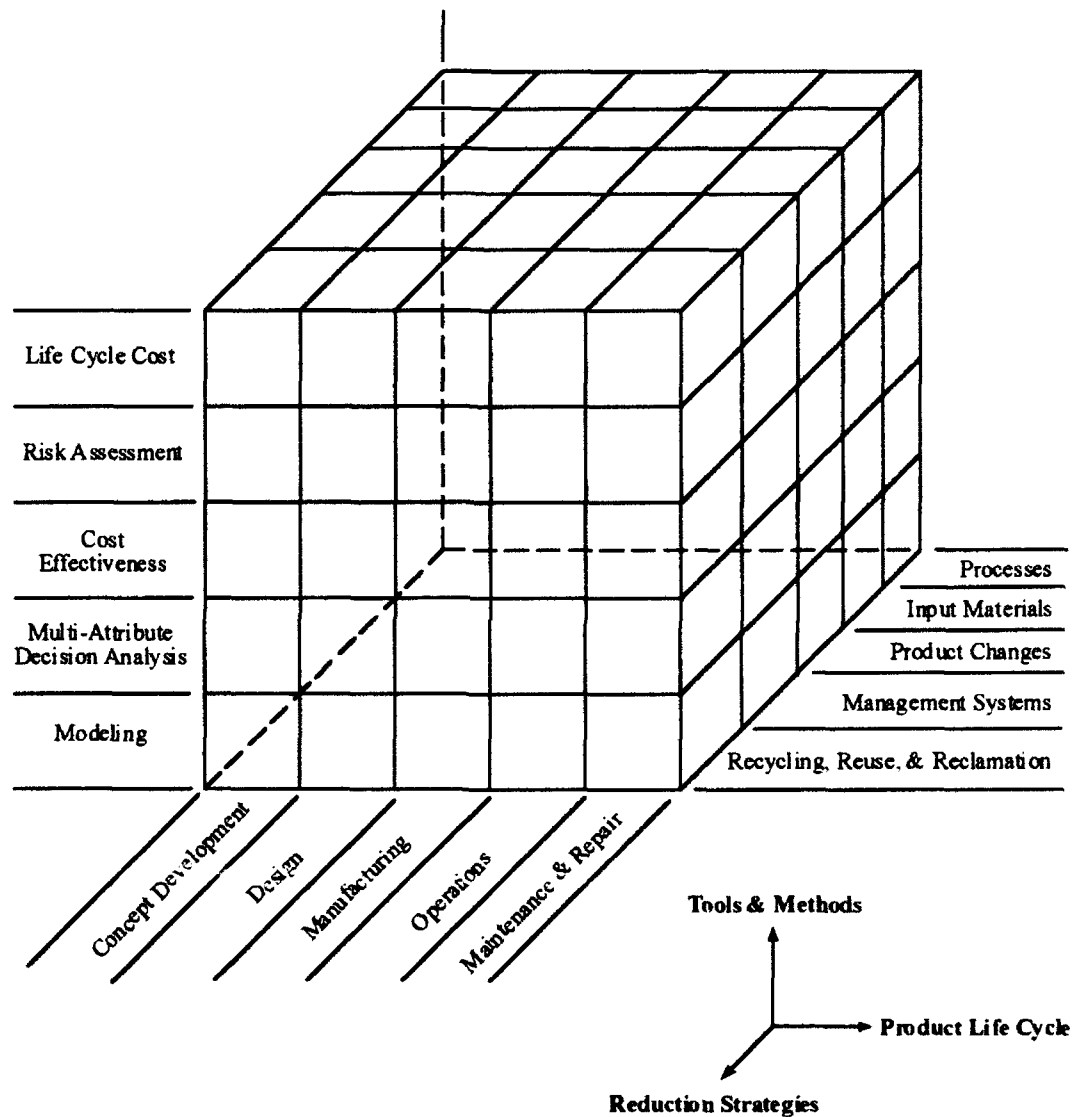 Life Cycle Cost
Risk Assessment
Cost
Effectiveness
Multi-Attribute
Decision Analysis
Modeling
Processes
Input Materials
Product Changes
Management Systems
Recycling, Reuse, & Reclamation
Concept Development
Design
Manufacturing
Operations
Maintenance & Repair
Tools & Methods
Product Life Cycle
Reduction Strategies